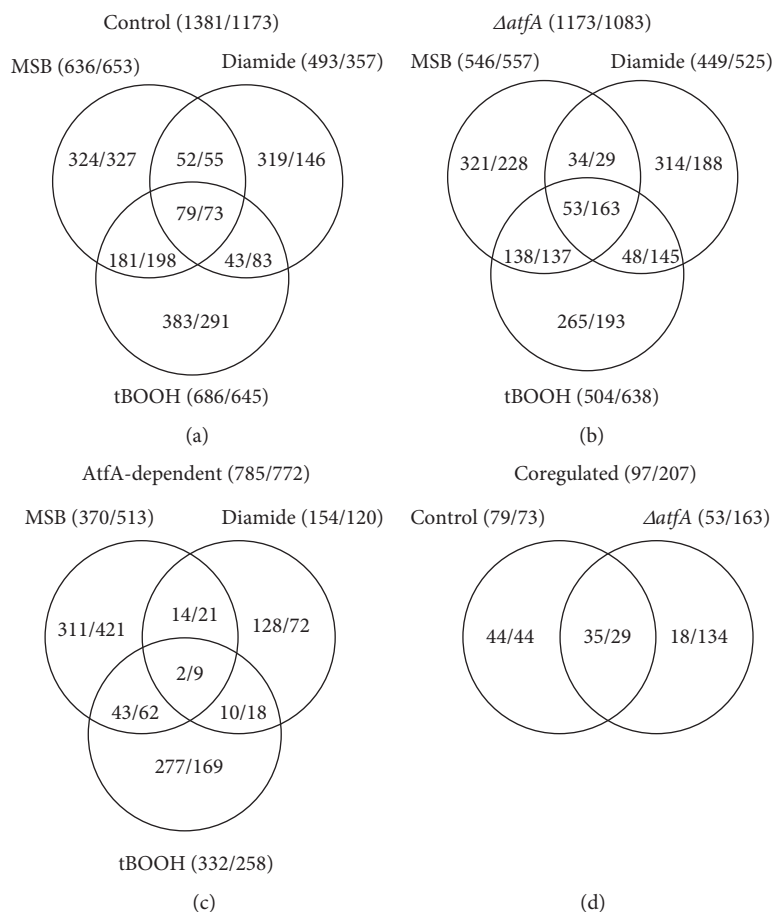 Control (1381/1173)
MSB (636/653)
Diamide (493/357)
324/327
52/55
319/146
79/73
181/198
43/83
383/291
tBOOH (686/645)
(a)
ΔatfA (1173/1083)
MSB (546/557)
Diamide (449/525)
321/228
34/29
314/188
53/163
138/137
48/145
265/193
tBOOH (504/638)
(b)
AtfA-dependent (785/772)
MSB (370/513)
Diamide (154/120)
311/421
14/21
128/72
2/9
43/62
10/18
277/169
tBOOH (332/258)
(c)
Coregulated (97/207)
Control (79/73)
ΔatfA (53/163)
44/44
35/29
18/134
(d)